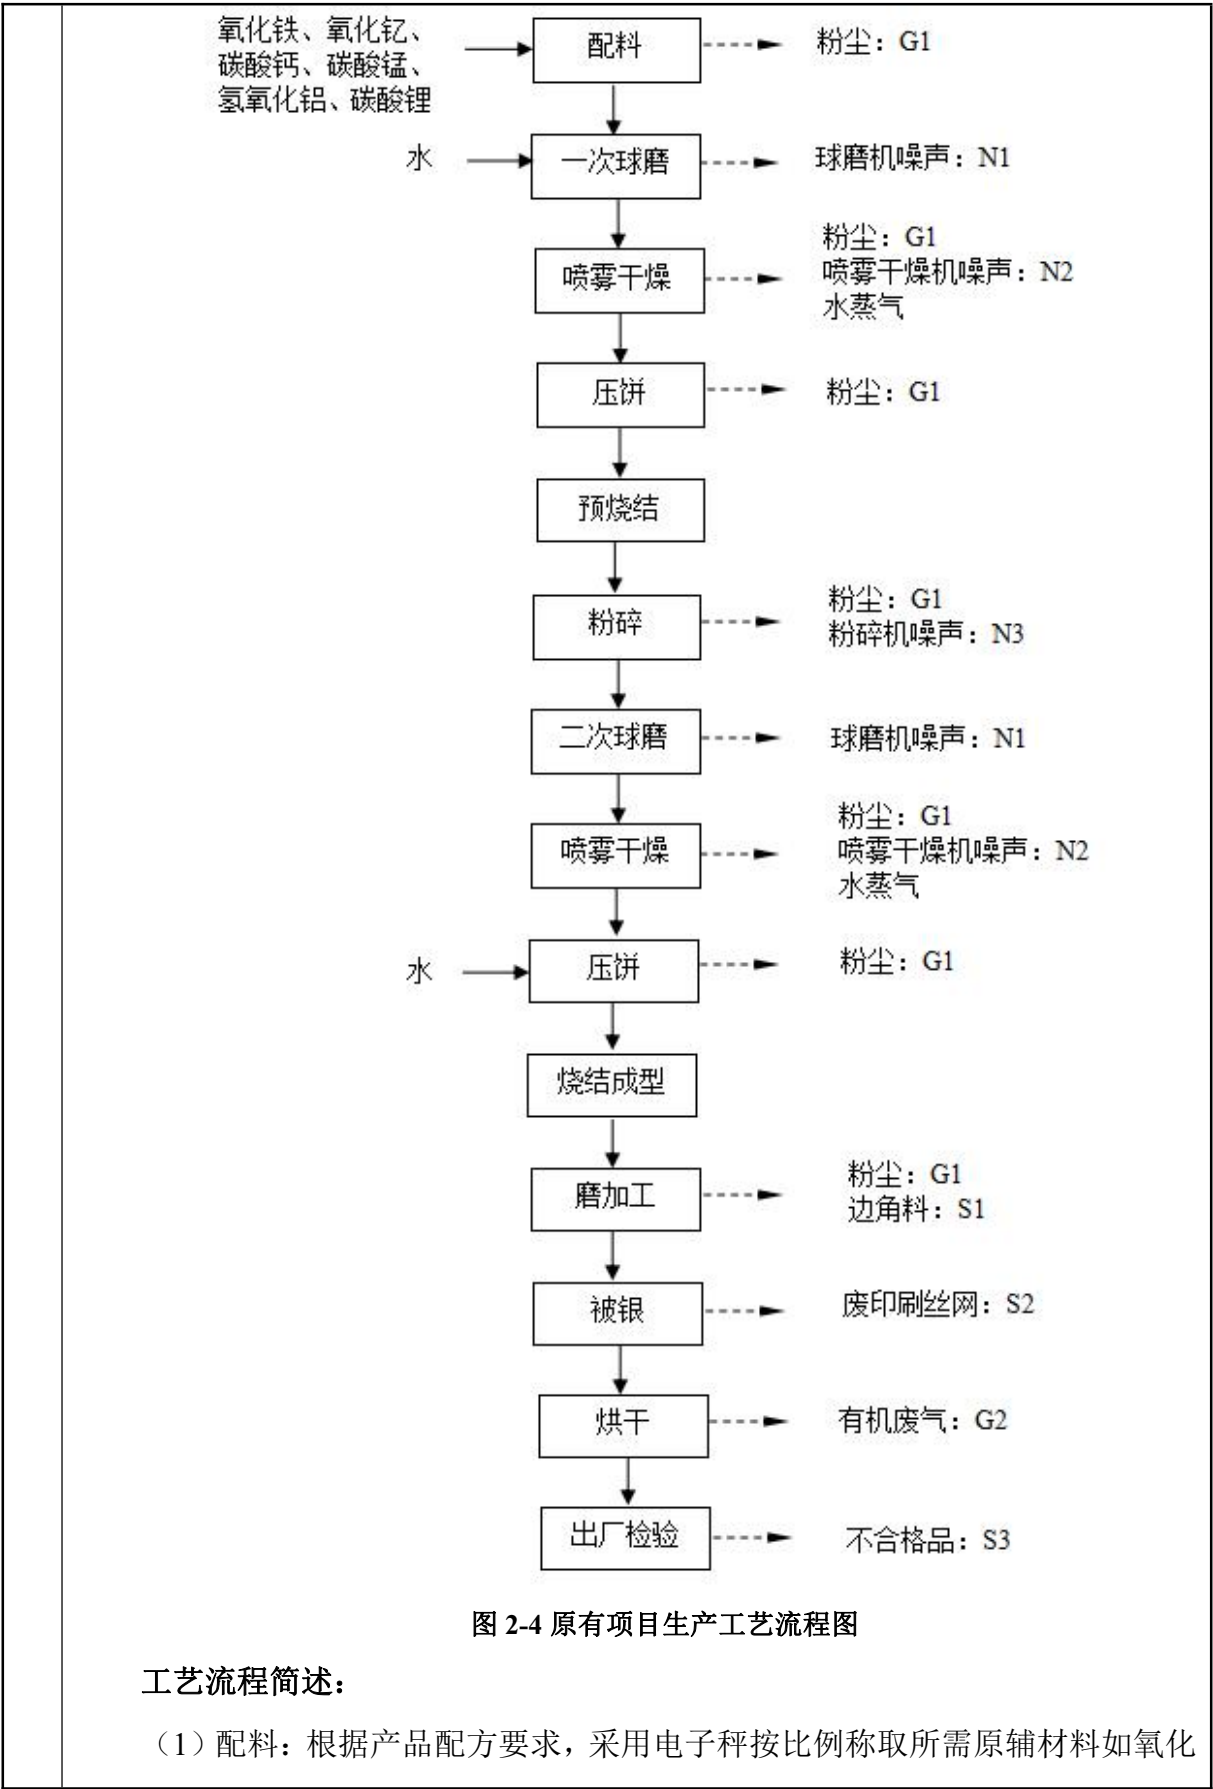 氧化铁、氧化钇、
碳酸钙、碳酸锰、
氢氧化铝、碳酸锂
配料
粉尘：G1
水
一次球磨
球磨机噪声：N1
喷雾干燥
粉尘：G1
喷雾干燥机噪声：N2
水蒸气
压饼
粉尘：G1
预烧结
粉碎
粉尘：G1
粉碎机噪声：N3
二次球磨
球磨机噪声：N1
喷雾干燥
粉尘：G1
喷雾干燥机噪声：N2
水蒸气
水
压饼
粉尘：G1
烧结成型
磨加工
粉尘：G1
边角料：S1
被银
废印刷丝网：S2
烘干
有机废气：G2
出厂检验
不合格品：S3
图 2-4 原有项目生产工艺流程图
工艺流程简述：
（1）配料：根据产品配方要求，采用电子秤按比例称取所需原辅材料如氧化